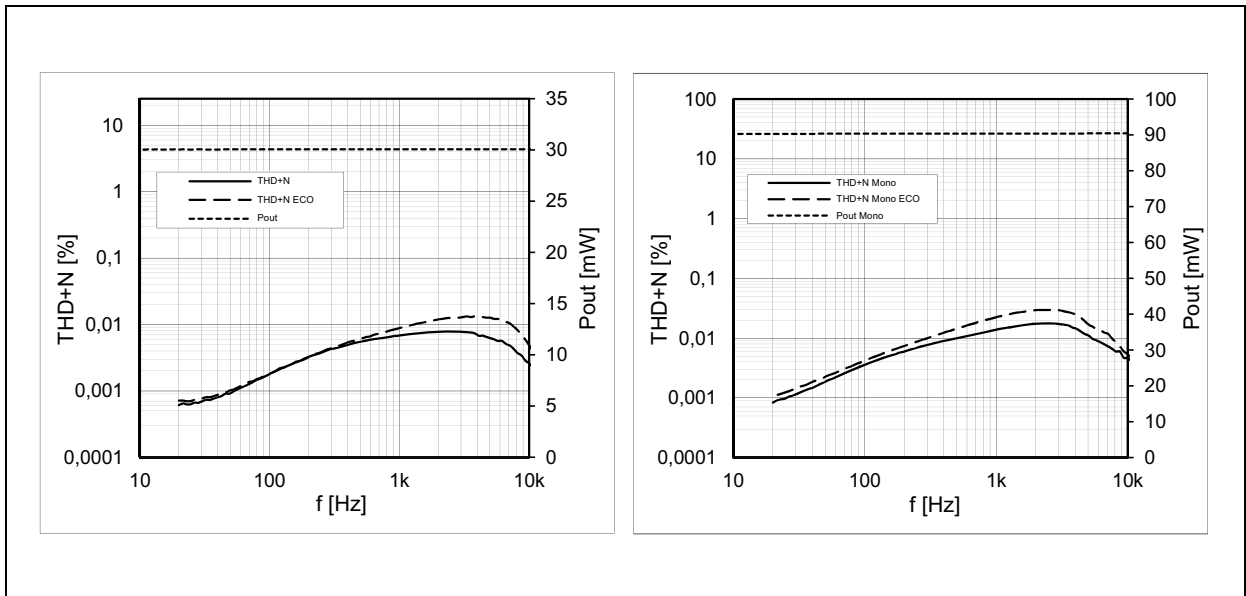 35
10
30
THD+N
THD+N ECO
Pout
1
25
20
0,1
15
0,01
10
0,001
5
0,0001
0
THD+N [%]
Pout [mW]
10
100
1k
10k
f [Hz]
100
100
90
10
80
THD+N Mono
THD+N Mono ECO
Pout Mono
70
1
60
50
0,1
40
0,01
30
20
0,001
10
0,0001
0
THD+N [%]
Pout [mW]
10
100
1k
10k
f [Hz]